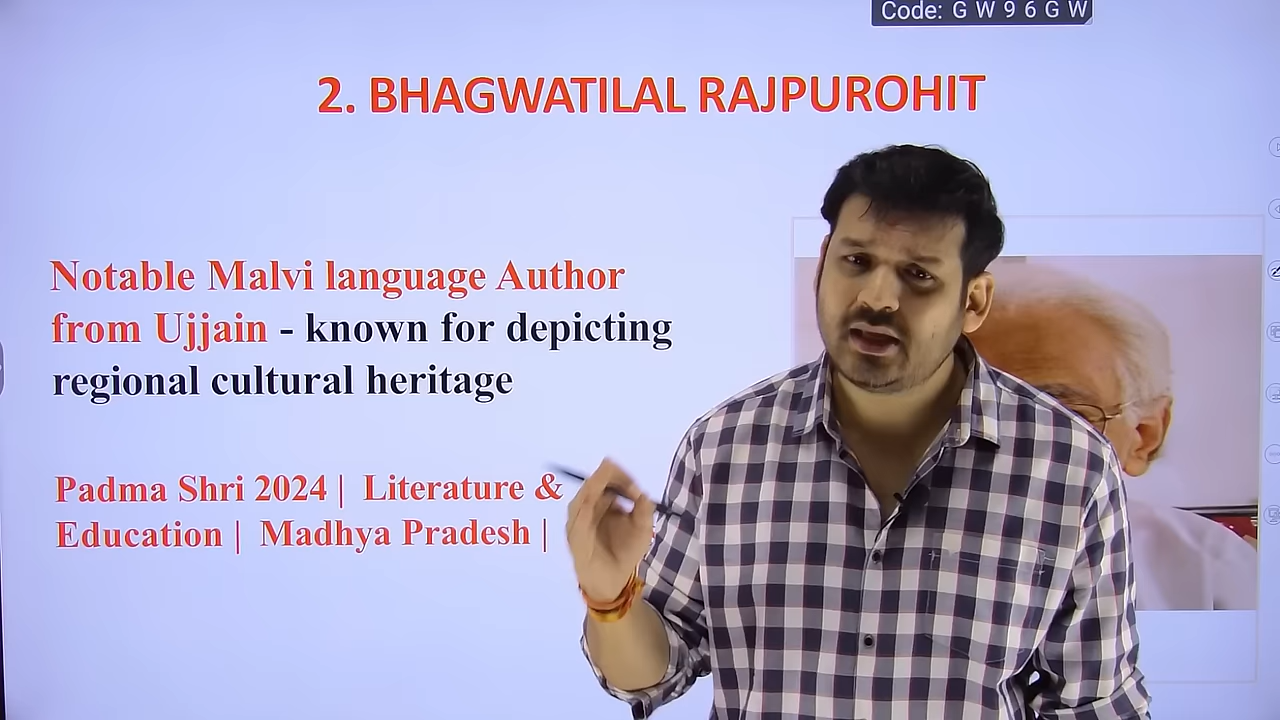 Code: G W 9 6 G W
2. BHAGWATILAL RAJPUROHIT
Notable Malvi language Author
from Ujjain - known for depicting
regional cultural heritage
Padma Shri 2024 | Literature &
Education | Madhya Pradesh |